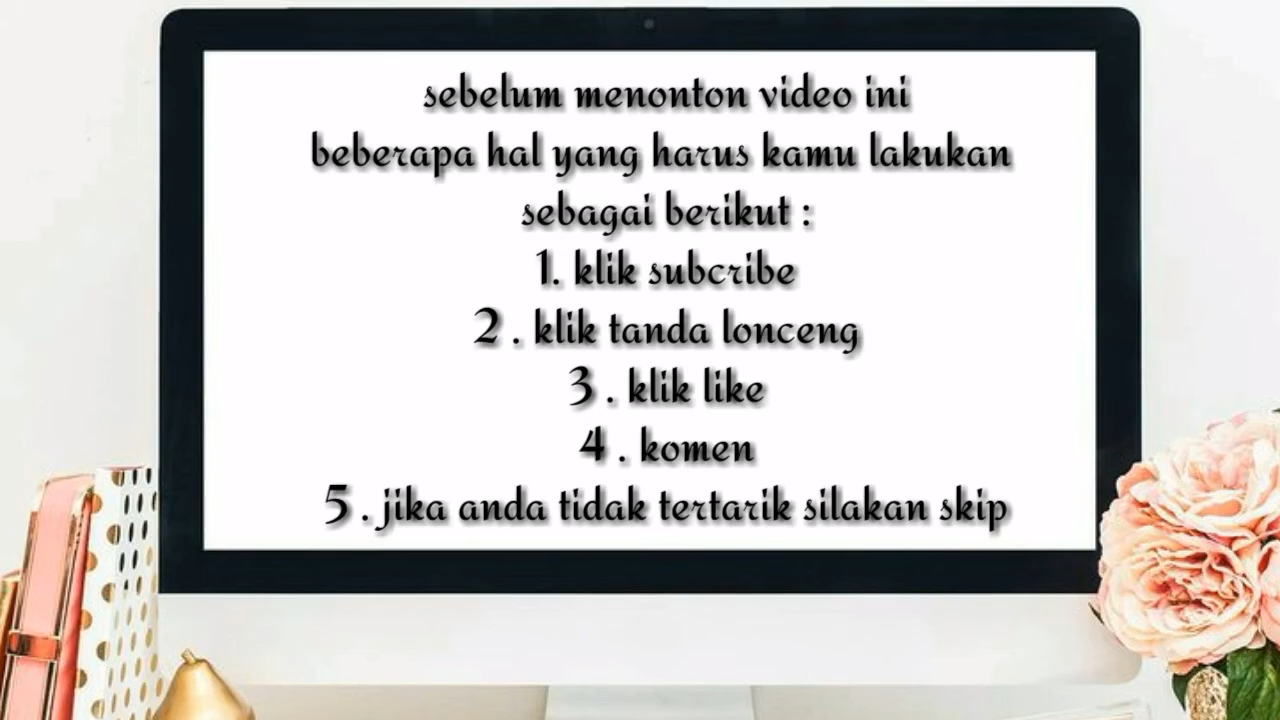 sebelum menonton video ini
beberapa hal yang harus kamu lakukan
sebagai berikut :
1. klik subcribe
2 . klik tanda lonceng
3 . klik like
4 . komen
5 . jika anda tidak tertarik silakan skip